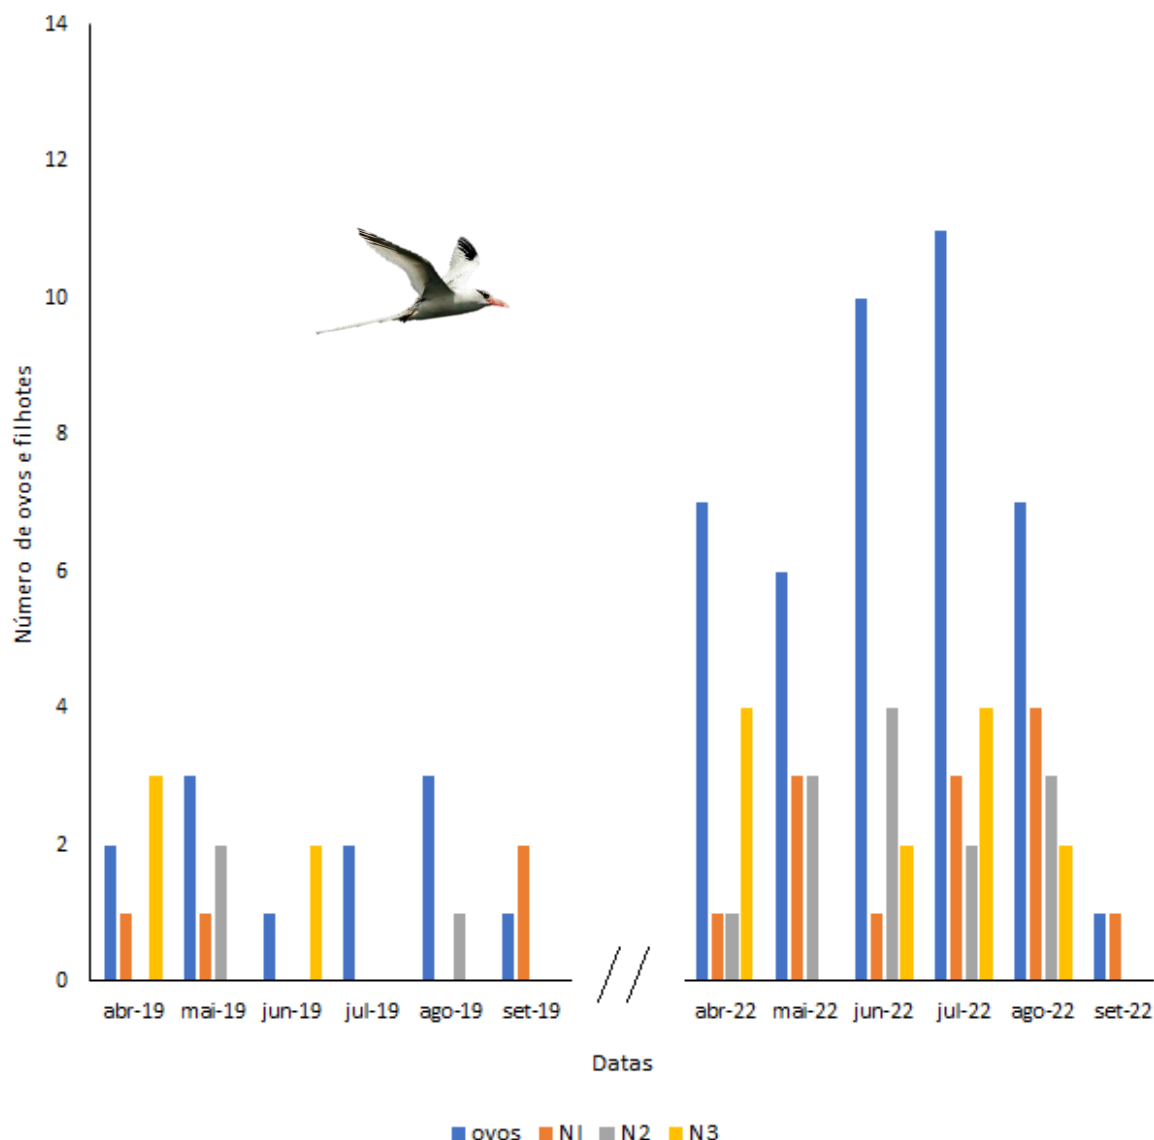 14
12
10
8
6
4
2
0
Número de ovos e filhotes
abr-19 mai-19 jun-19 jul-19 ago-19 set-19 abr-22 mai-22 jun-22 jul-22 ago-22 set-22
Datas
ovos N1 N2 N3